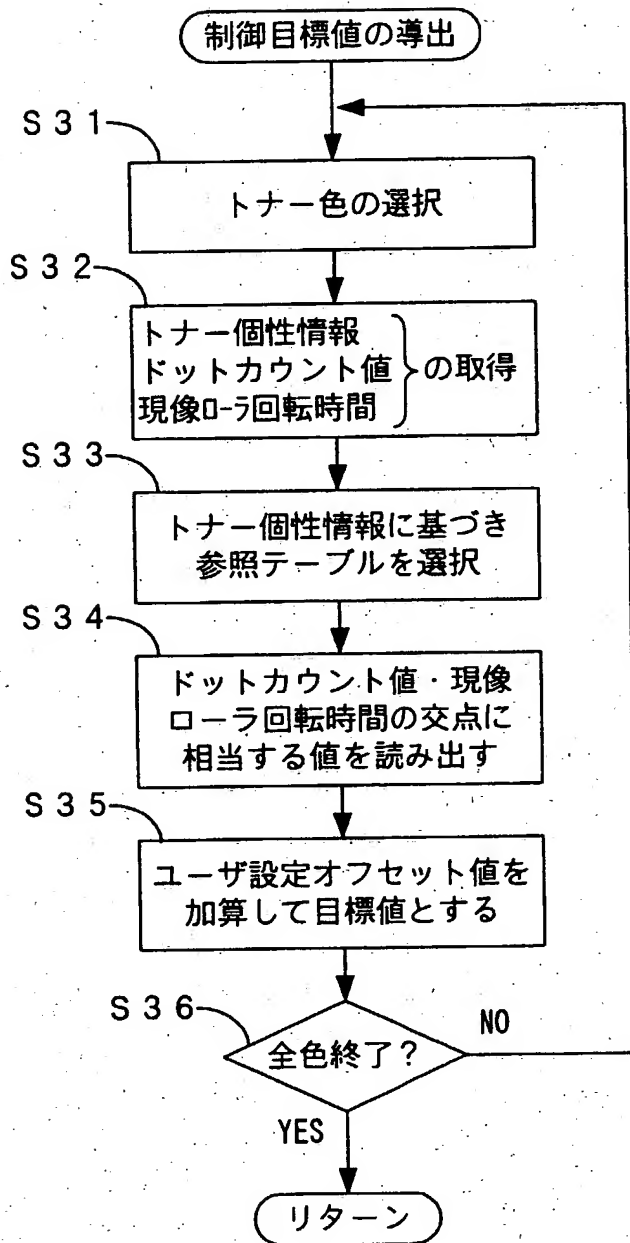 制御目標値の導出
S31
トナー色の選択
S32
トナー個性情報
ドットカウント値
現像ローラ回転時間
の取得
S33
トナー個性情報に基づき
参照テーブルを選択
S34
ドットカウント値・現像
ローラ回転時間の交点に
相当する値を読み出す
S35
ユーザ設定オフセット値を
加算して目標値とする
S36
全色終了?
NO
YES
リターン